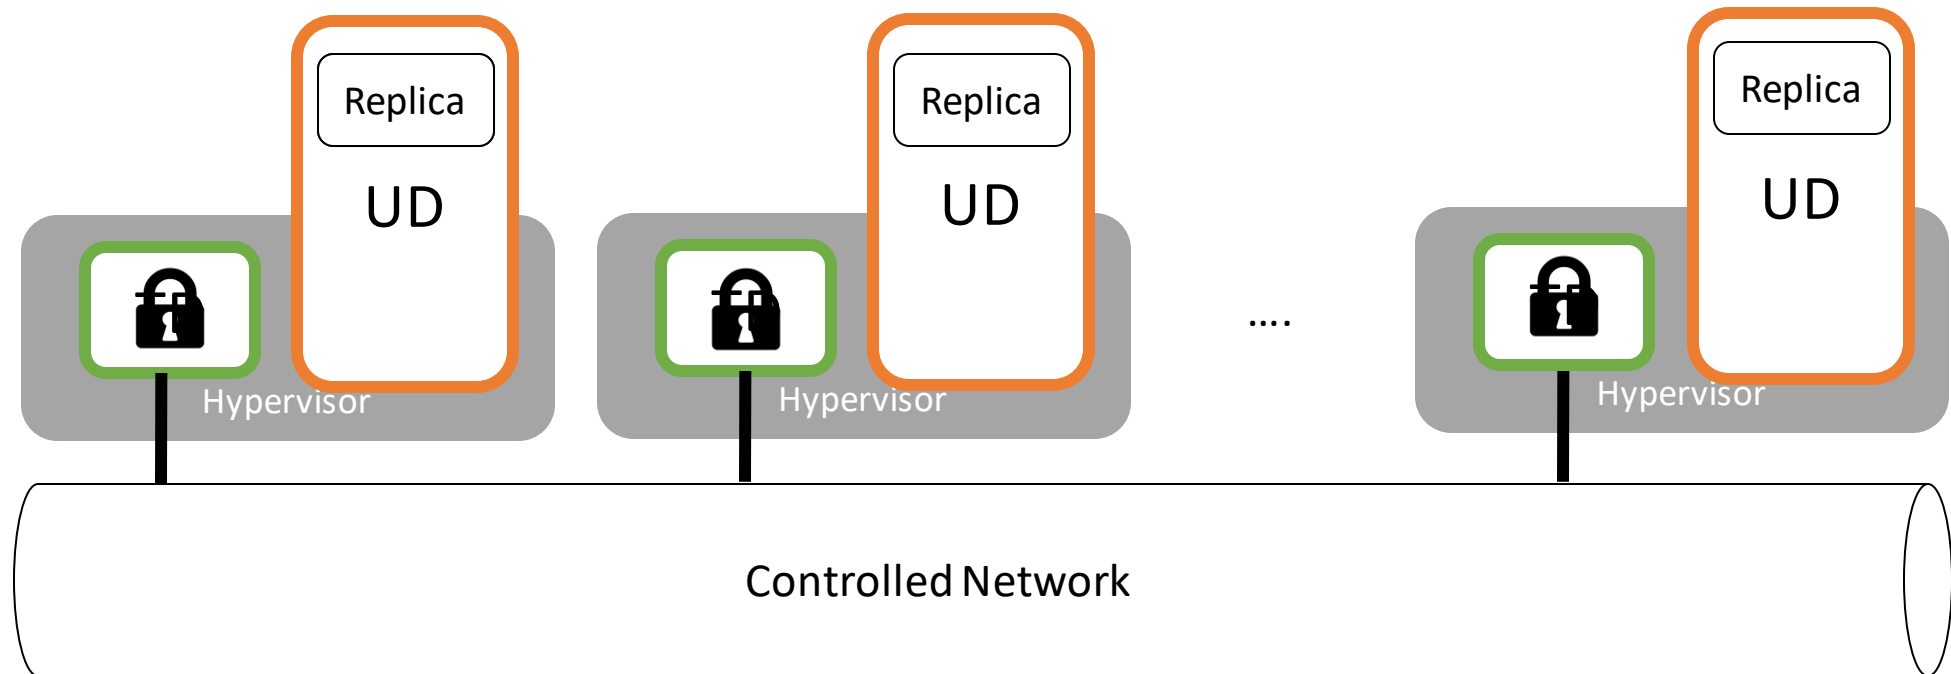 Replica
UD
Hypervisor
Replica
UD
Hypervisor
....
Replica
UD
Hypervisor
Controlled Network